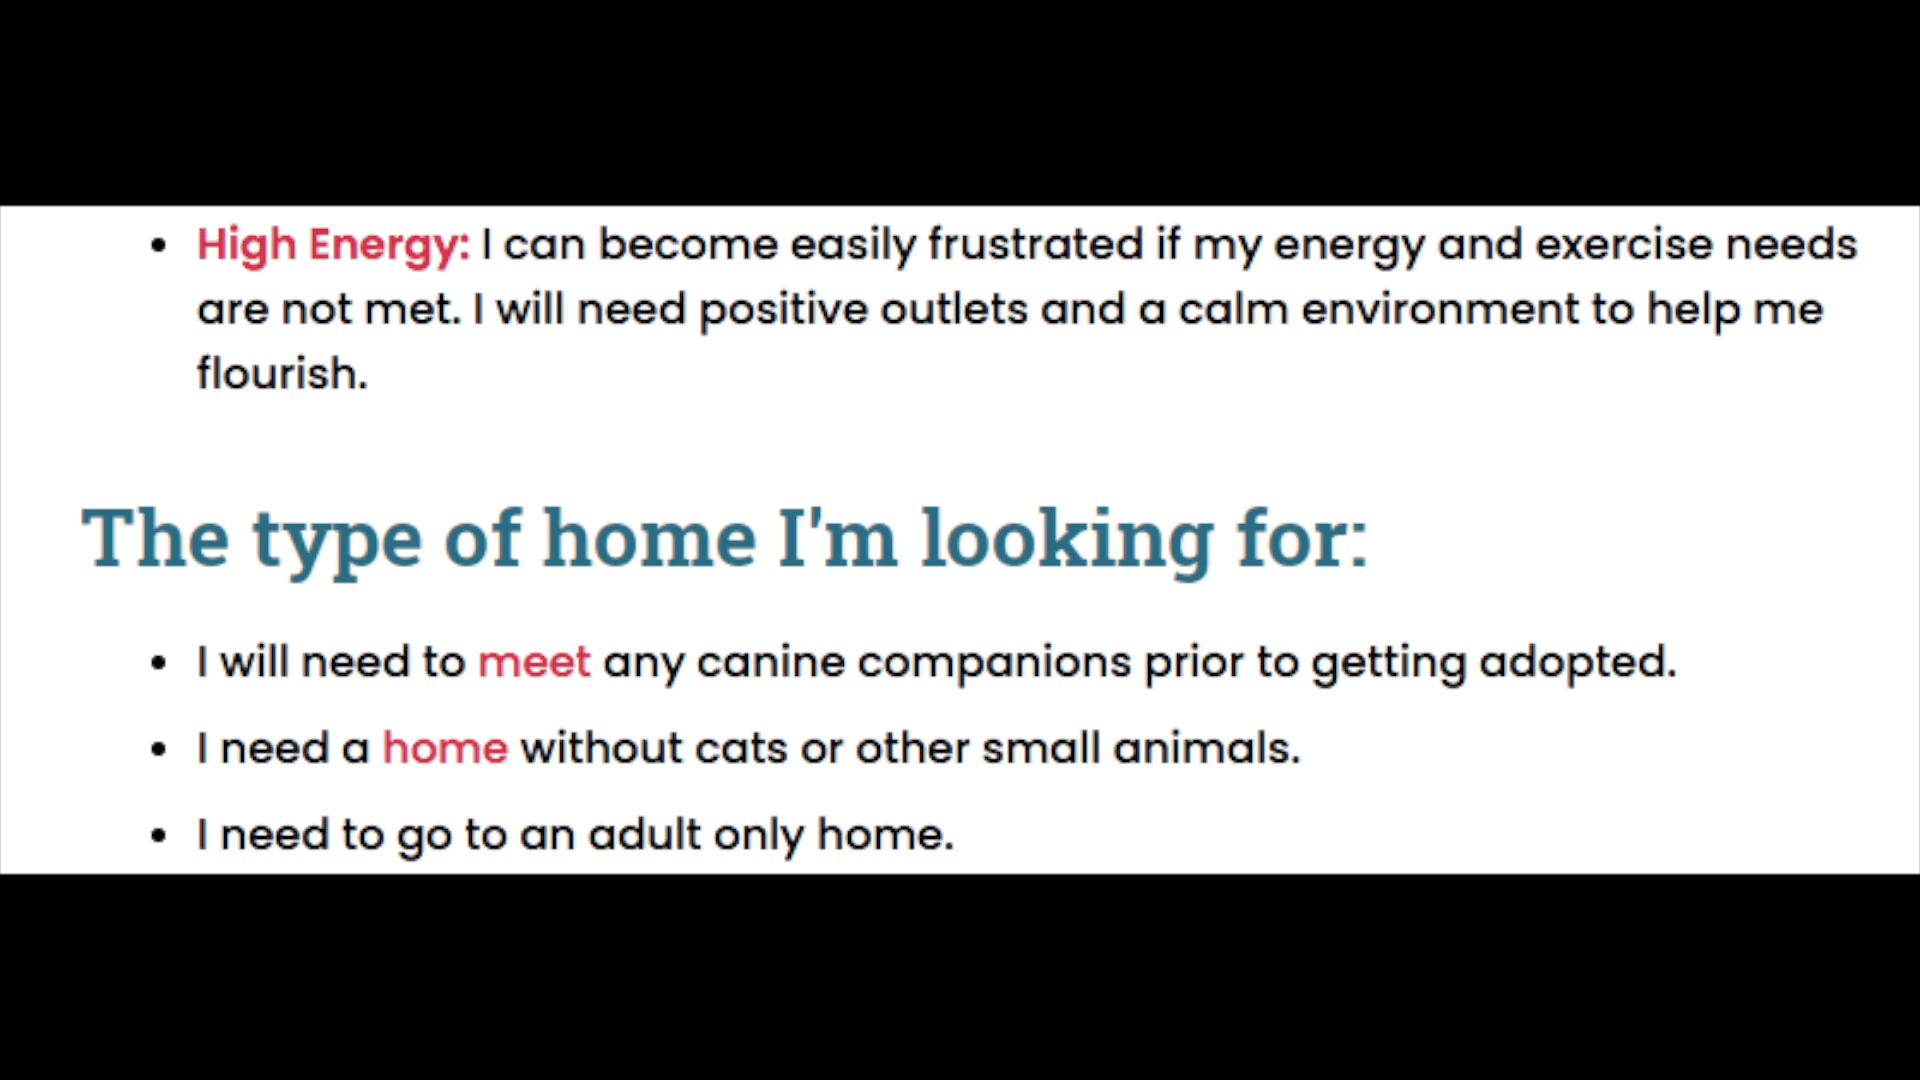 • High Energy: I can become easily frustrated if my energy and exercise needs
are not met. I will need positive outlets and a calm environment to help me
flourish.
The type of home I'm looking for:
• I will need to meet any canine companions prior to getting adopted.
• I need a home without cats or other small animals.
• I need to go to an adult only home.